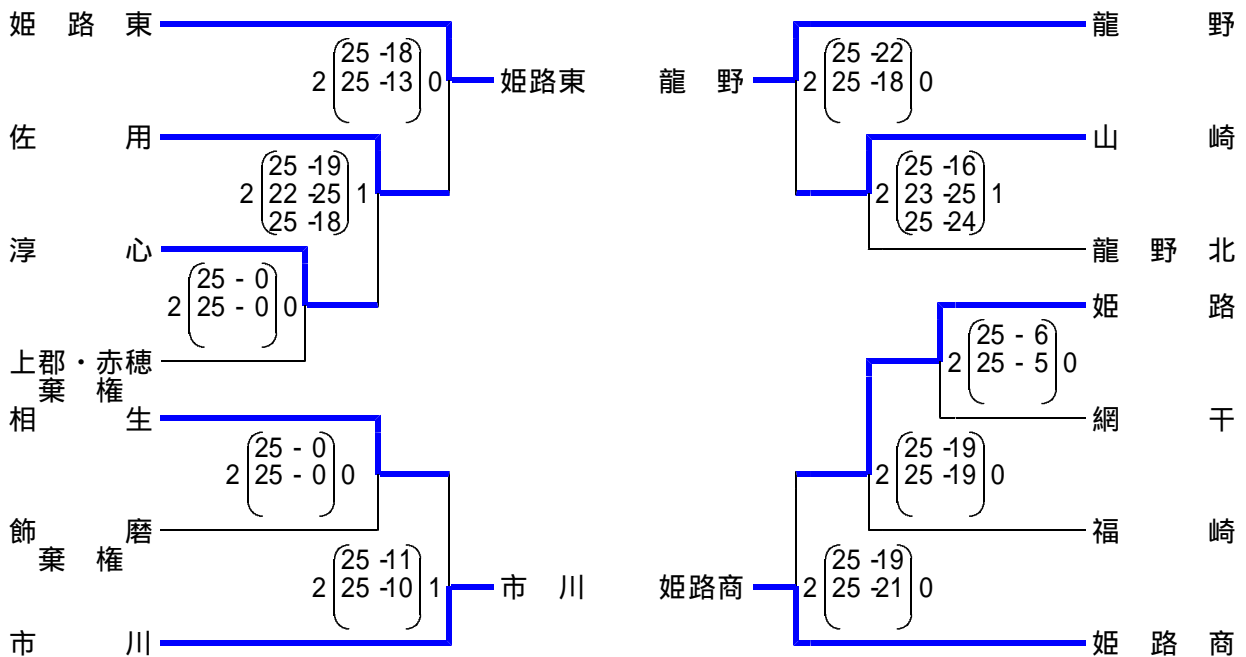 姫路東
25 -18
2 25 -13 0
姫路東
佐用
25 -19
2 22 -25 1
25 -18
淳心
25 - 0
2 25 - 0 0
上郡・赤穂
棄権
相生
25 - 0
2 25 - 0 0
飾磨
棄権
25 -11
2 25 -10 1
市川
市川
龍野
25 -22
龍野
2 25 -18 0
山崎
25 -16
2 23 -25 1
25 -24
龍野北
姫路
25 - 6
2 25 - 5 0
網干
25 -19
2 25 -19 0
福崎
25 -19
姫路商
2 25 -21 0
姫路商